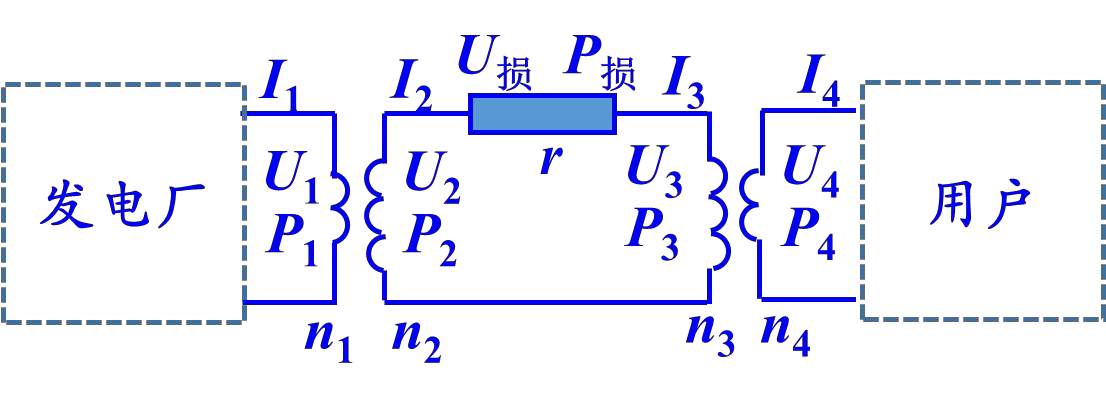 U损 P损
I1 I2 I3 I4
发电厂 U1 U2 r U3 U4 用户
P1 P2 P3 P4
n1 n2 n3 n4